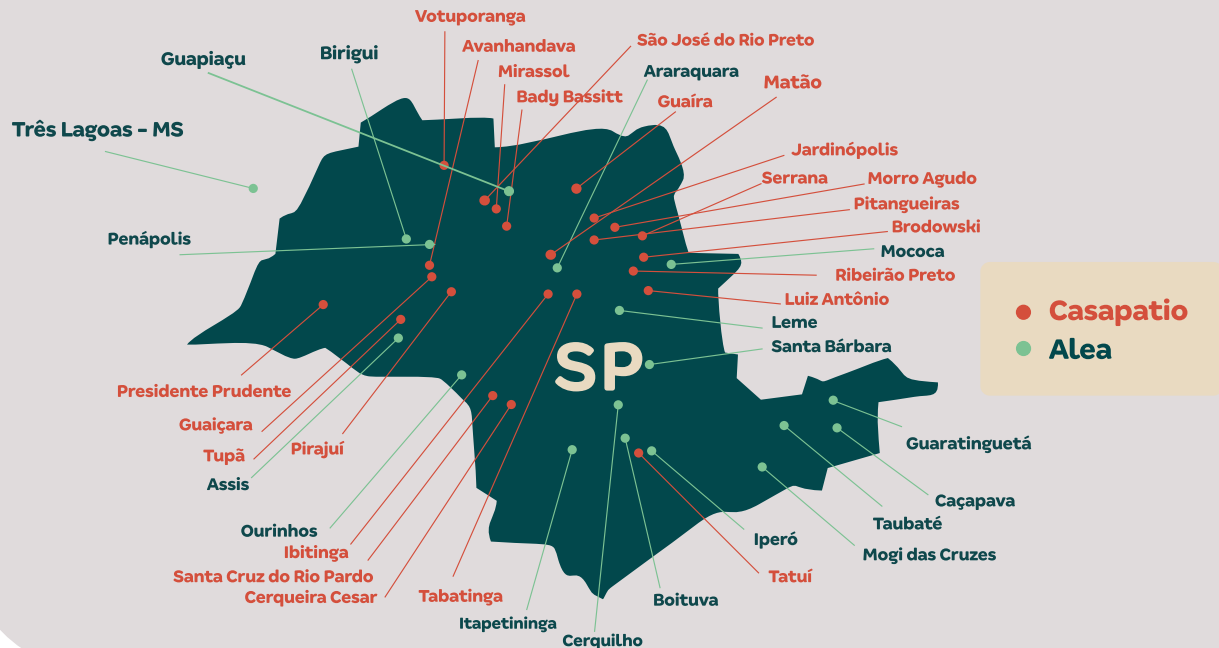 Votuporanga
São José do Rio Preto
Avanhandava
Birigui
Guapiaçu
Mirassol
Araraquara
Matão
Bady Bassitt
Guaíra
Três Lagoas - MS
Jardinópolis
Serrana
Morro Agudo
Pitangueiras
Brodowski
Penápolis
Mococa
Ribeirão Preto
Luiz Antônio
Casapatio
Leme
Santa Bárbara
Alea
SP
Presidente Prudente
Guaiçara
Pirajuí
Guaratinguetá
Tupã
Assis
Caçapava
Taubaté
Ourinhos
Iperó
Ibitinga
Mogi das Cruzes
Santa Cruz do Rio Pardo
Tatuí
Cerqueira Cesar
Tabatinga
Boituva
Itapetininga
Cerquilho